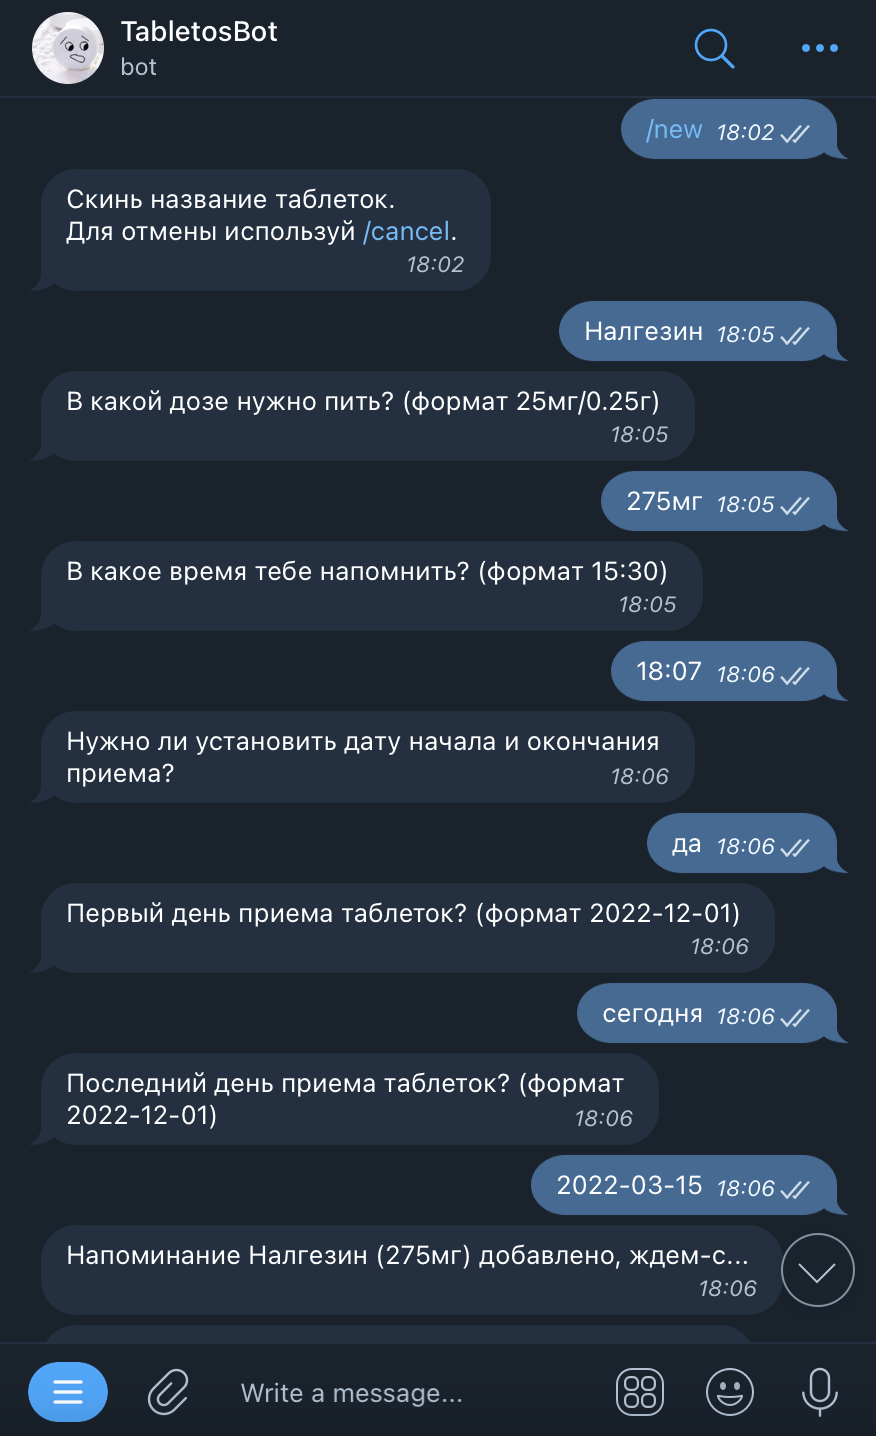 TabletosBot
bot
/new 18:02
Скинь название таблеток.
Для отмены используй /cancel.
18:02
Налгезин 18:05
В какой дозе нужно пить? (формат 25мг/0.25г)
18:05
275мг 18:05
В какое время тебе напомнить? (формат 15:30)
18:05
18:07 18:06
Нужно ли установить дату начала и окончания
приема? 18:06
да 18:06
Первый день приема таблеток? (формат 2022-12-01)
18:06
сегодня 18:06
Последний день приема таблеток? (формат
2022-12-01) 18:06
2022-03-15 18:06
Напоминание Налгезин (275мг) добавлено, ждем-с...
18:06
Write a message...